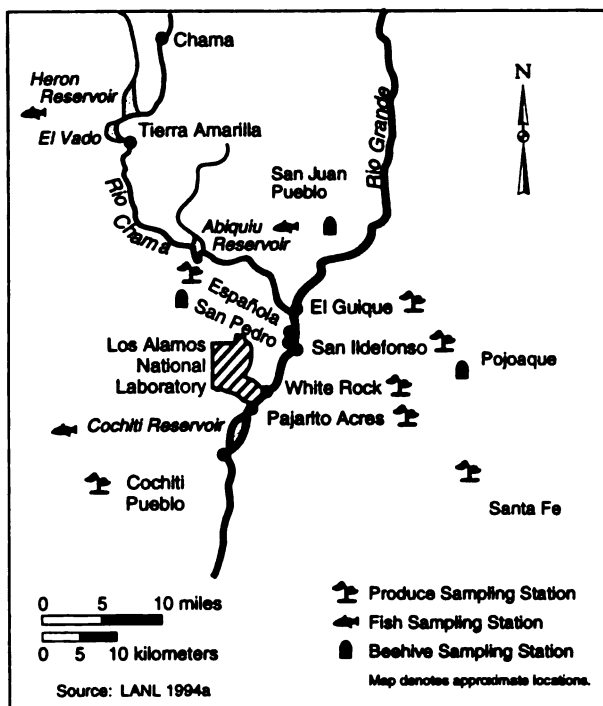 Chama
Heron
Reservoir
N
El Vado
Tierra Amarilla
Rio Grande
San Juan
Pueblo
Rio
Chama
Abiquiu
Reservoir
Española
San Pedro
El Guique
Los Alamos
National
Laboratory
San Ildefonso
Pojoaque
White Rock
Pajarito Acres
Cochiti Reservoir
Cochiti
Pueblo
Santa Fe
0 5 10 miles
0 5 10 kilometers
Produce Sampling Station
Fish Sampling Station
Beehive Sampling Station
Map denotes approximate locations.
Source: LANL 1994a